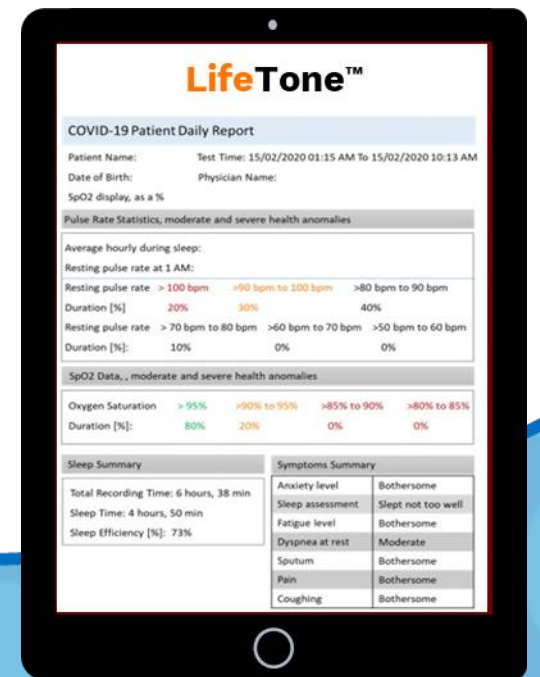 LifeTone™
COVID-19 Patient Daily Report
Patient Name: Test Time: 15/02/2020 01:15 AM To 15/02/2020 10:13 AM
Date of Birth: Physician Name:
SpO2 display, as a %
Pulse Rate Statistics, moderate and severe health anomalies
Average hourly during sleep:
Resting pulse rate at 1 AM:
Resting pulse rate > 100 bpm >90 bpm to 100 bpm >80 bpm to 90 bpm
Duration [%] 20% 30% 40%
Resting pulse rate > 70 bpm to 80 bpm >60 bpm to 70 bpm >50 bpm to 60 bpm
Duration [%]: 10% 0% 0%
SpO2 Data, , moderate and severe health anomalies
Oxygen Saturation > 95% >90% to 95% >85% to 90% >80% to 85%
Duration [%]: 80% 20% 0% 0%
Sleep Summary
Total Recording Time: 6 hours, 38 min
Sleep Time: 4 hours, 50 min
Sleep Efficiency [%]: 73%
Symptoms Summary
Anxiety level Bothersome
Sleep assessment Slept not too well
Fatigue level Bothersome
Dyspnea at rest Moderate
Sputum Bothersome
Pain Bothersome
Coughing Bothersome